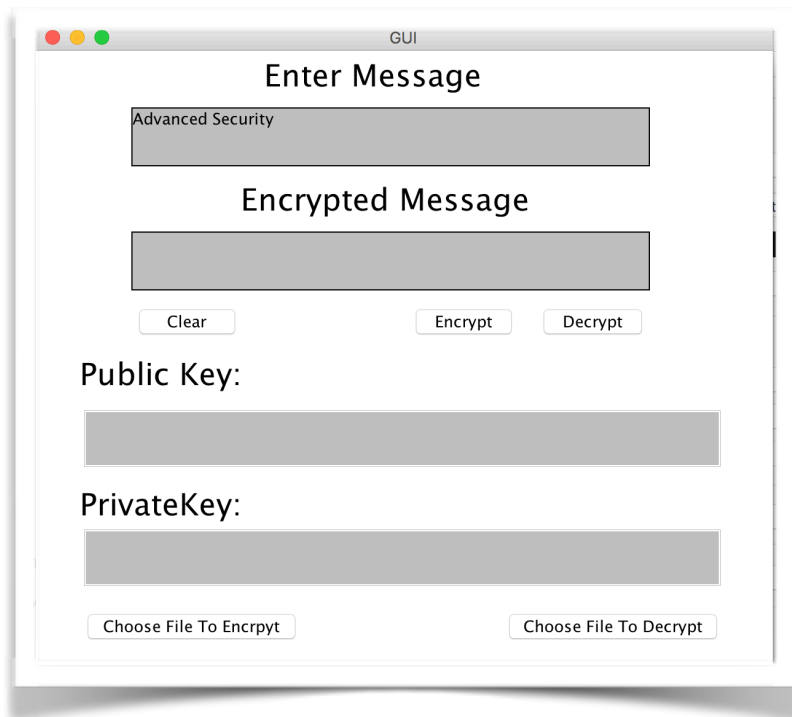 GUI
Enter Message
Advanced Security
Encrypted Message
Clear Encrypt Decrypt
Public Key:
PrivateKey:
Choose File To Encrpyt Choose File To Decrypt